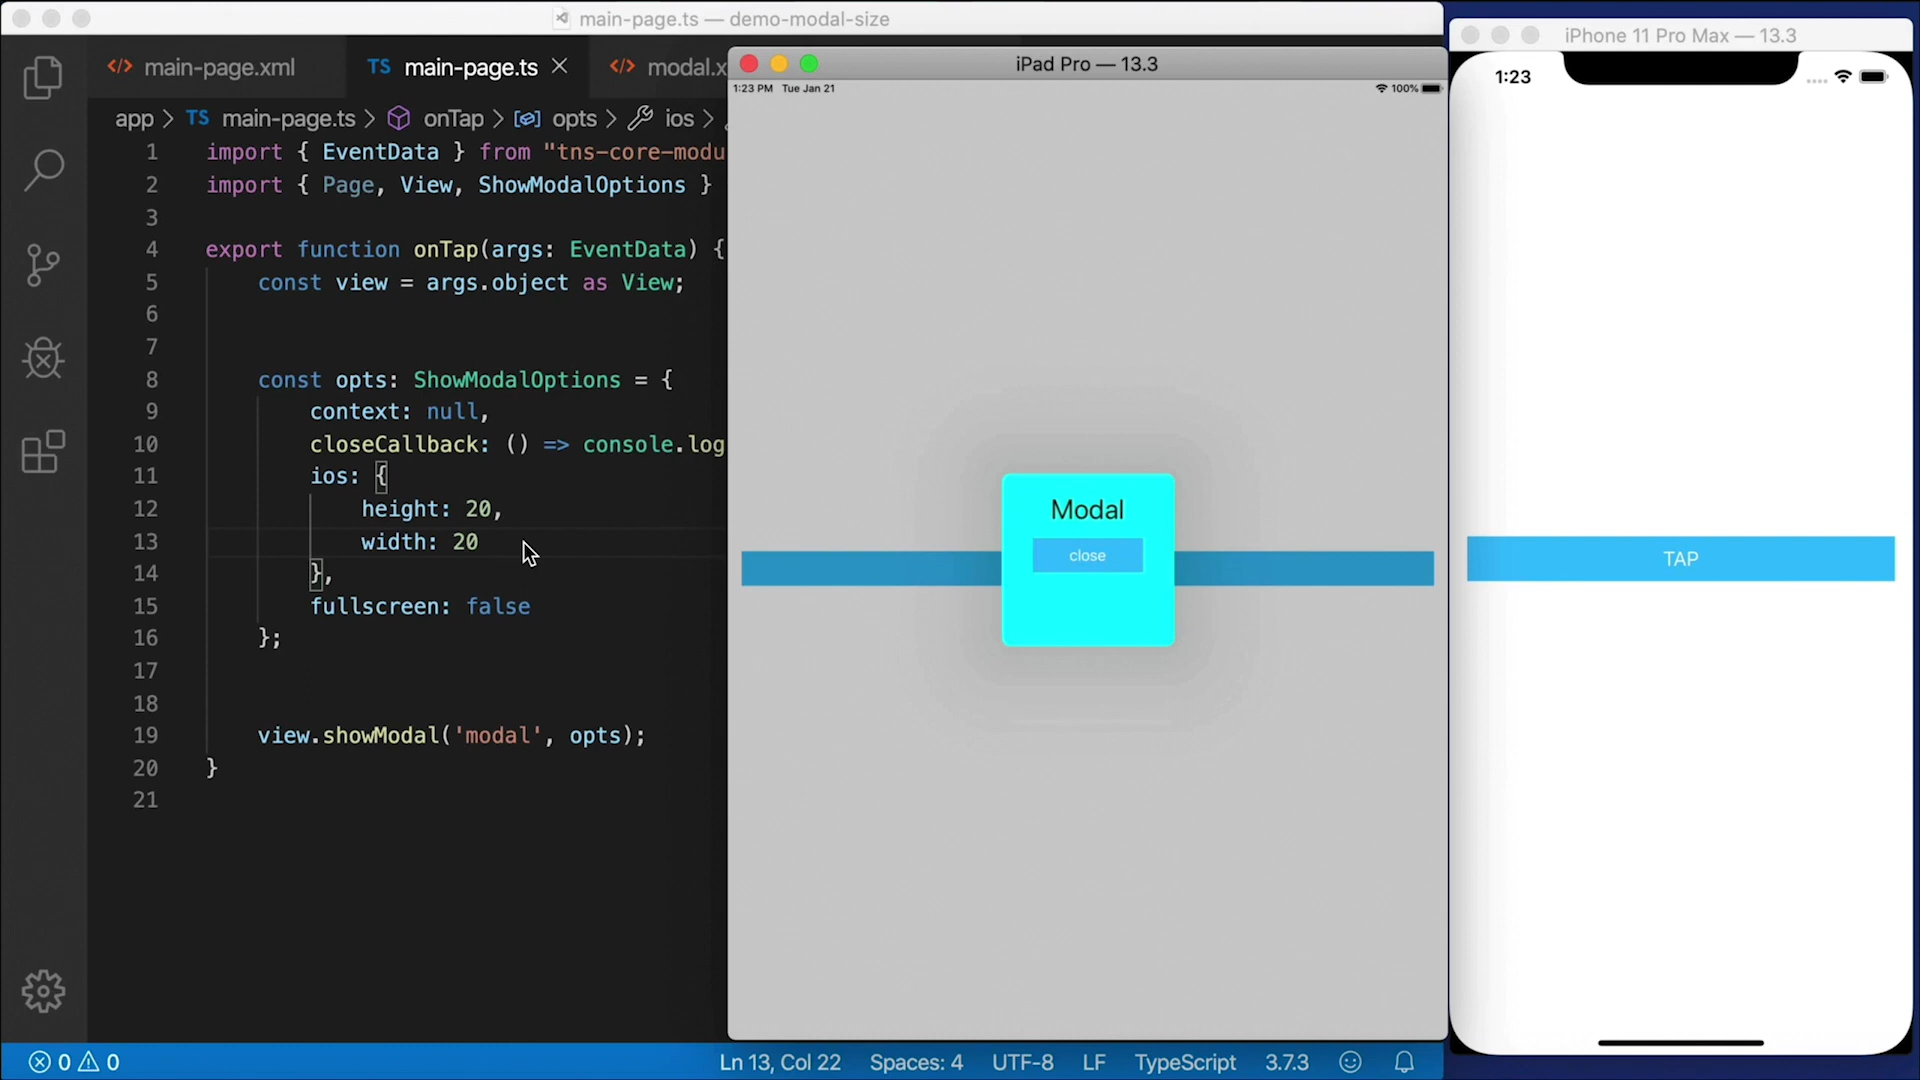 main-page.ts — demo-modal-size
main-page.xml
TS main-page.ts
modal.x
app > TS main-page.ts > onTap > opts > ios >
1 import { EventData } from "tns-core-modu
2 import { Page, View, ShowModalOptions }
3
4 export function onTap(args: EventData) {
5 const view = args.object as View;
6
7
8 const opts: ShowModalOptions = {
9 context: null,
10 closeCallback: () => console.log
11 ios: {
12 height: 20,
13 width: 20
14 },
15 fullscreen: false
16 };
17
18
19 view.showModal('modal', opts);
20 }
21
0 0
Ln 13, Col 22 Spaces: 4 UTF-8 LF TypeScript 3.7.3
iPad Pro — 13.3
1:23 PM Tue Jan 21
100%
Modal
close
iPhone 11 Pro Max — 13.3
1:23
TAP